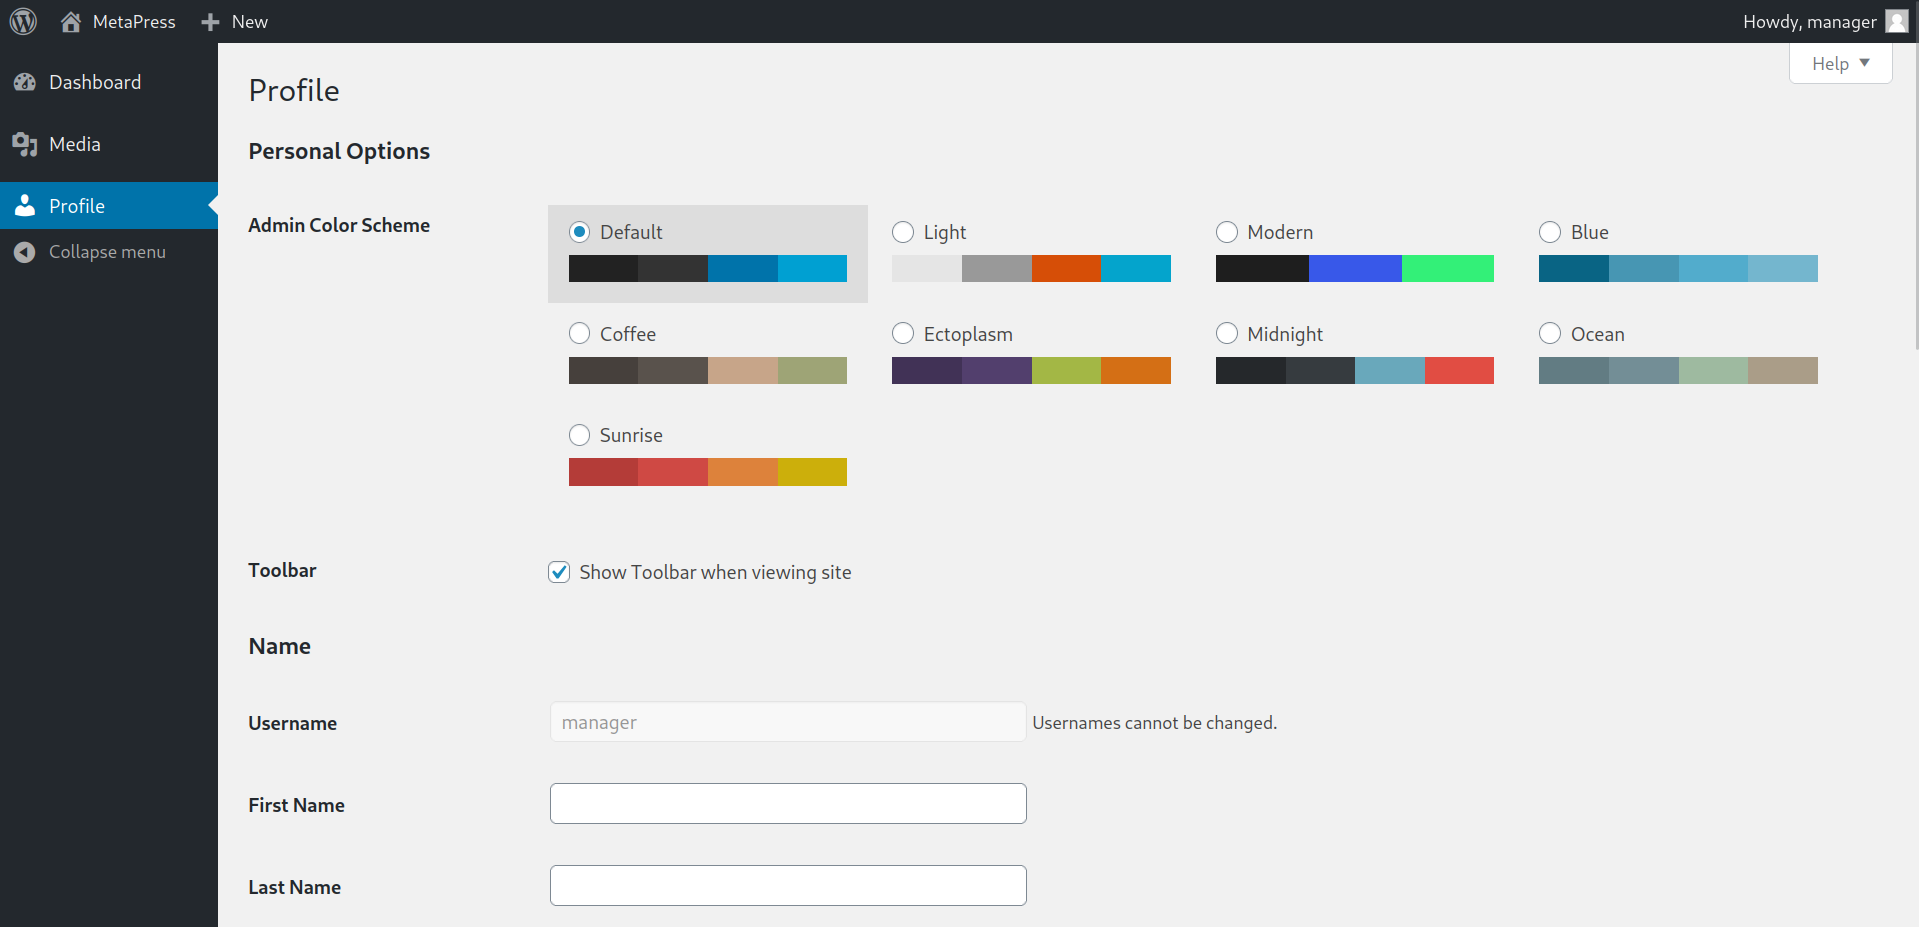 MetaPress
New
Howdy, manager
Dashboard
Media
Profile
Collapse menu
Help
Profile
Personal Options
Admin Color Scheme
Default
Light
Modern
Blue
Coffee
Ectoplasm
Midnight
Ocean
Sunrise
Toolbar
Show Toolbar when viewing site
Name
Username
manager
Usernames cannot be changed.
First Name
Last Name